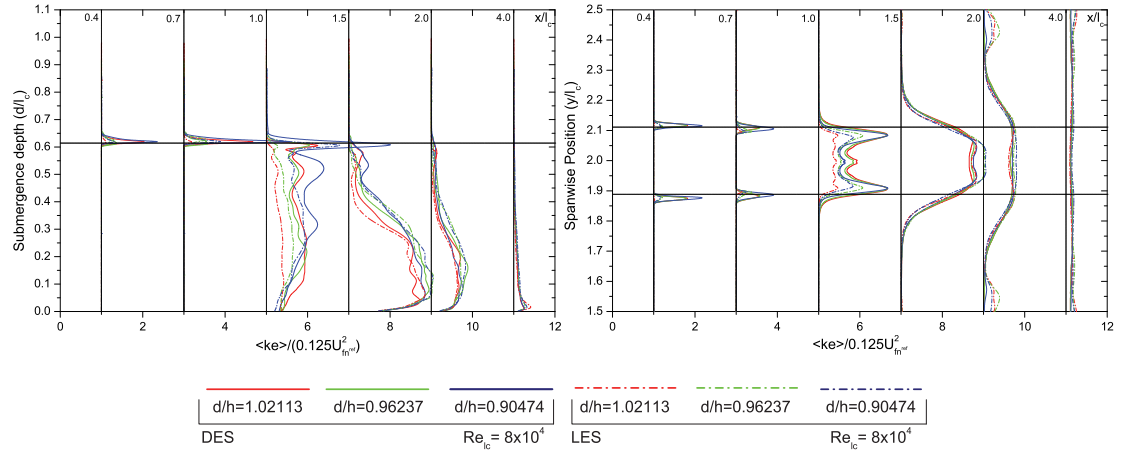 0.4 0.7 1.0 1.5 2.0 4.0 x/l_c
1.1
1.0
0.9
0.8
0.7
0.6
0.5
0.4
0.3
0.2
0.1
0.0
Submergence depth (d/l_c)
0 2 4 6 8 10 12
<ke>/(0.125U²_fn^ref)
0.4 0.7 1.0 1.5 2.0 4.0 x/l_c
2.5
2.4
2.3
2.2
2.1
2.0
1.9
1.8
1.7
1.6
1.5
Spanwise Position (y/l_c)
0 2 4 6 8 10 12
<ke>/0.125U²_fn^ref
d/h=1.02113 d/h=0.96237 d/h=0.90474 d/h=1.02113 d/h=0.96237 d/h=0.90474
DES Re_lc = 8x10⁴ LES Re_lc = 8x10⁴